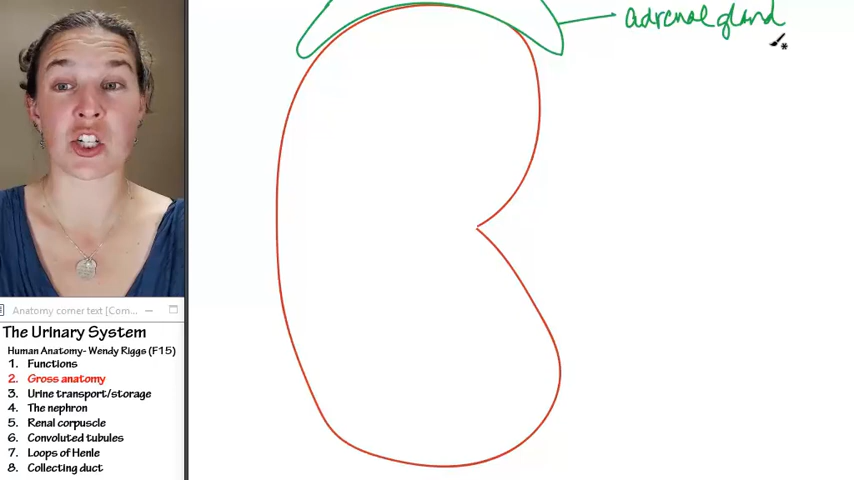 adrenal gland
Anatomy corner text [Com...
The Urinary System
Human Anatomy- Wendy Riggs (F15)
1. Functions
2. Gross anatomy
3. Urine transport/storage
4. The nephron
5. Renal corpuscle
6. Convoluted tubules
7. Loops of Henle
8. Collecting duct